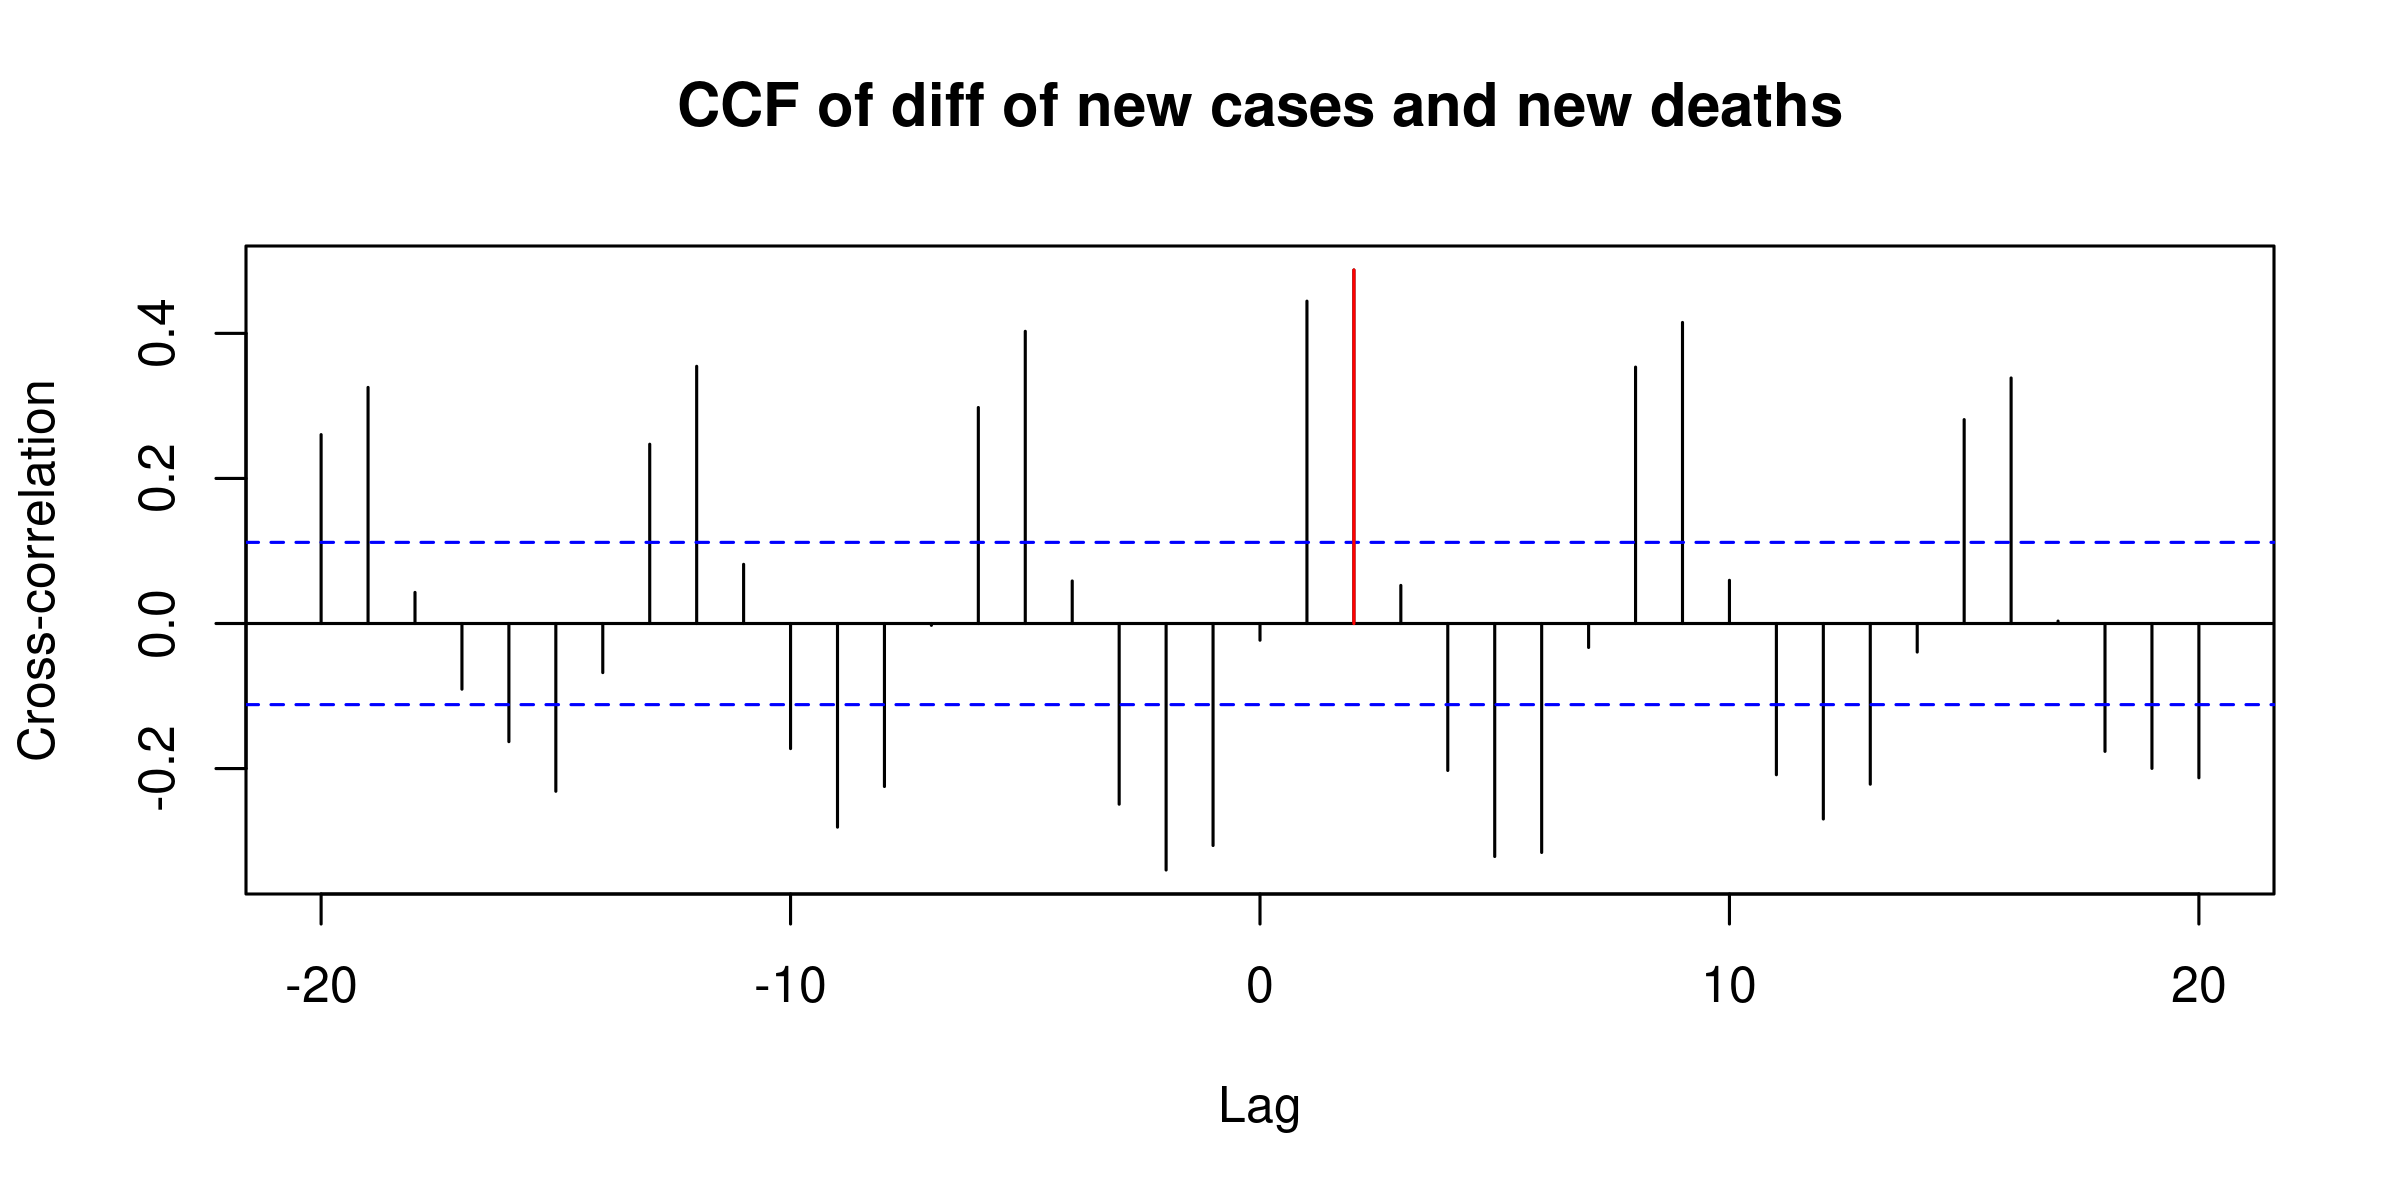 CCF of diff of new cases and new deaths
Cross-correlation
0.4
0.2
0.0
-0.2
-20 -10 0 10 20
Lag